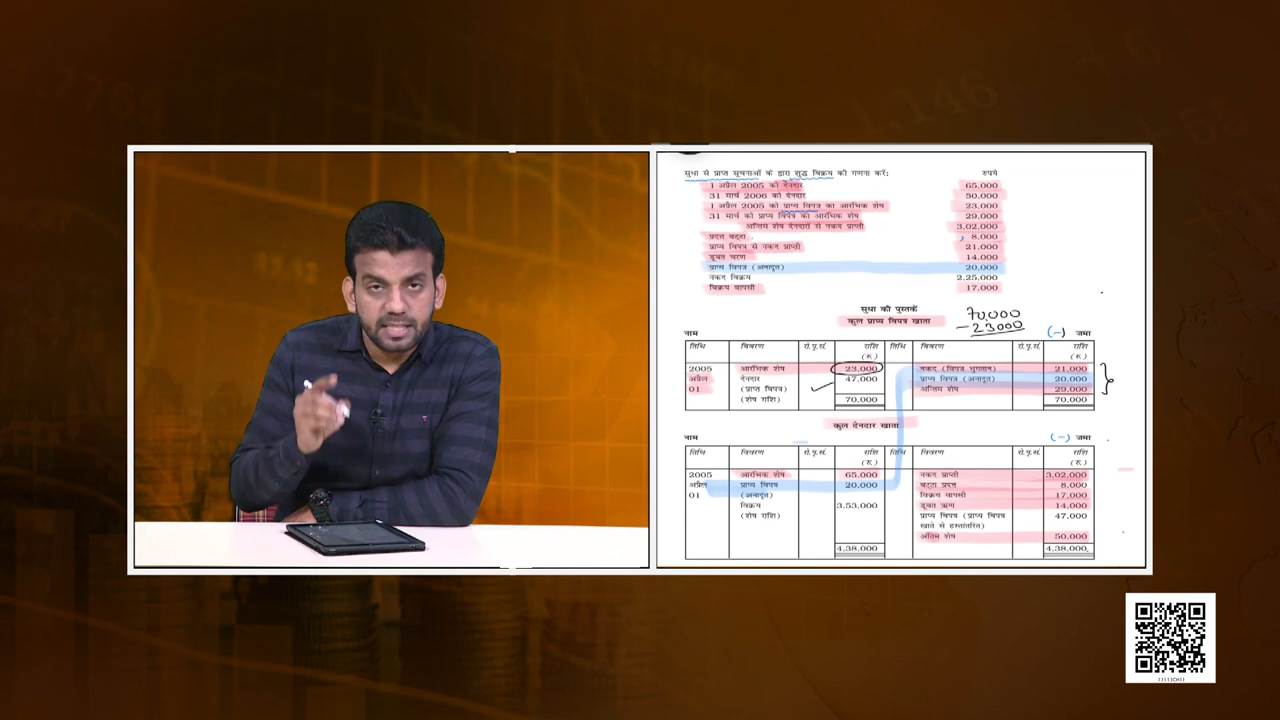 सुधा से प्राप्त सूचनाओं के द्वारा शुद्ध विक्रय की गणना करें: रुपये
1 अप्रैल 2005 को देनदार 65,000
31 मार्च 2006 को देनदार 50,000
1 अप्रैल 2005 को प्राप्य विपत्र का आरंभिक शेष 23,000
31 मार्च को प्राप्य विपत्र का आरंभिक शेष 29,000
अन्तिम शेष देनदारों से नकद प्राप्ती 3,02,000
प्रदत्त बट्टा 8,000
प्राप्य विपत्र से नकद प्राप्ती 21,000
डूबत चरण 14,000
प्राप्य विपत्र (अनादृत) 20,000
नकद विक्रय 2,25,000
विक्रय वापसी 17,000
सुधा की पुस्तकें
कुल प्राप्य विपत्र खाता
70,000
-23000
नाम (-) जमा
तिथि विवरण रो.पृ.सं. राशि तिथि विवरण रो.पृ.सं. राशि
(रु.) (रु.)
2005 आरंभिक शेष 23,000 नकद (विपत्र भुगतान) 21,000
अप्रैल देनदार 47,000 प्राप्य विपत्र (अनादृत) 20,000
01 (प्राप्त विपत्र) अन्तिम शेष 29,000
(शेष राशि) 70,000 70,000
कुल देनदार खाता
नाम (-) जमा
तिथि विवरण रो.पृ.सं. राशि तिथि विवरण रो.पृ.सं. राशि
(रु.) (रु.)
2005 आरंभिक शेष 65,000 नकद प्राप्ती 3,02,000
अप्रैल प्राप्य विपत्र 20,000 बट्टा प्रदत्त 8,000
01 (अनादृत) विक्रय वापसी 17,000
विक्रय 3,53,000 डूबत ऋण 14,000
(शेष राशि) प्राप्य विपत्र (प्राप्य विपत्र 47,000
खाते से हस्तांतरित)
अंतिम शेष 50,000
4,38,000 4,38,000